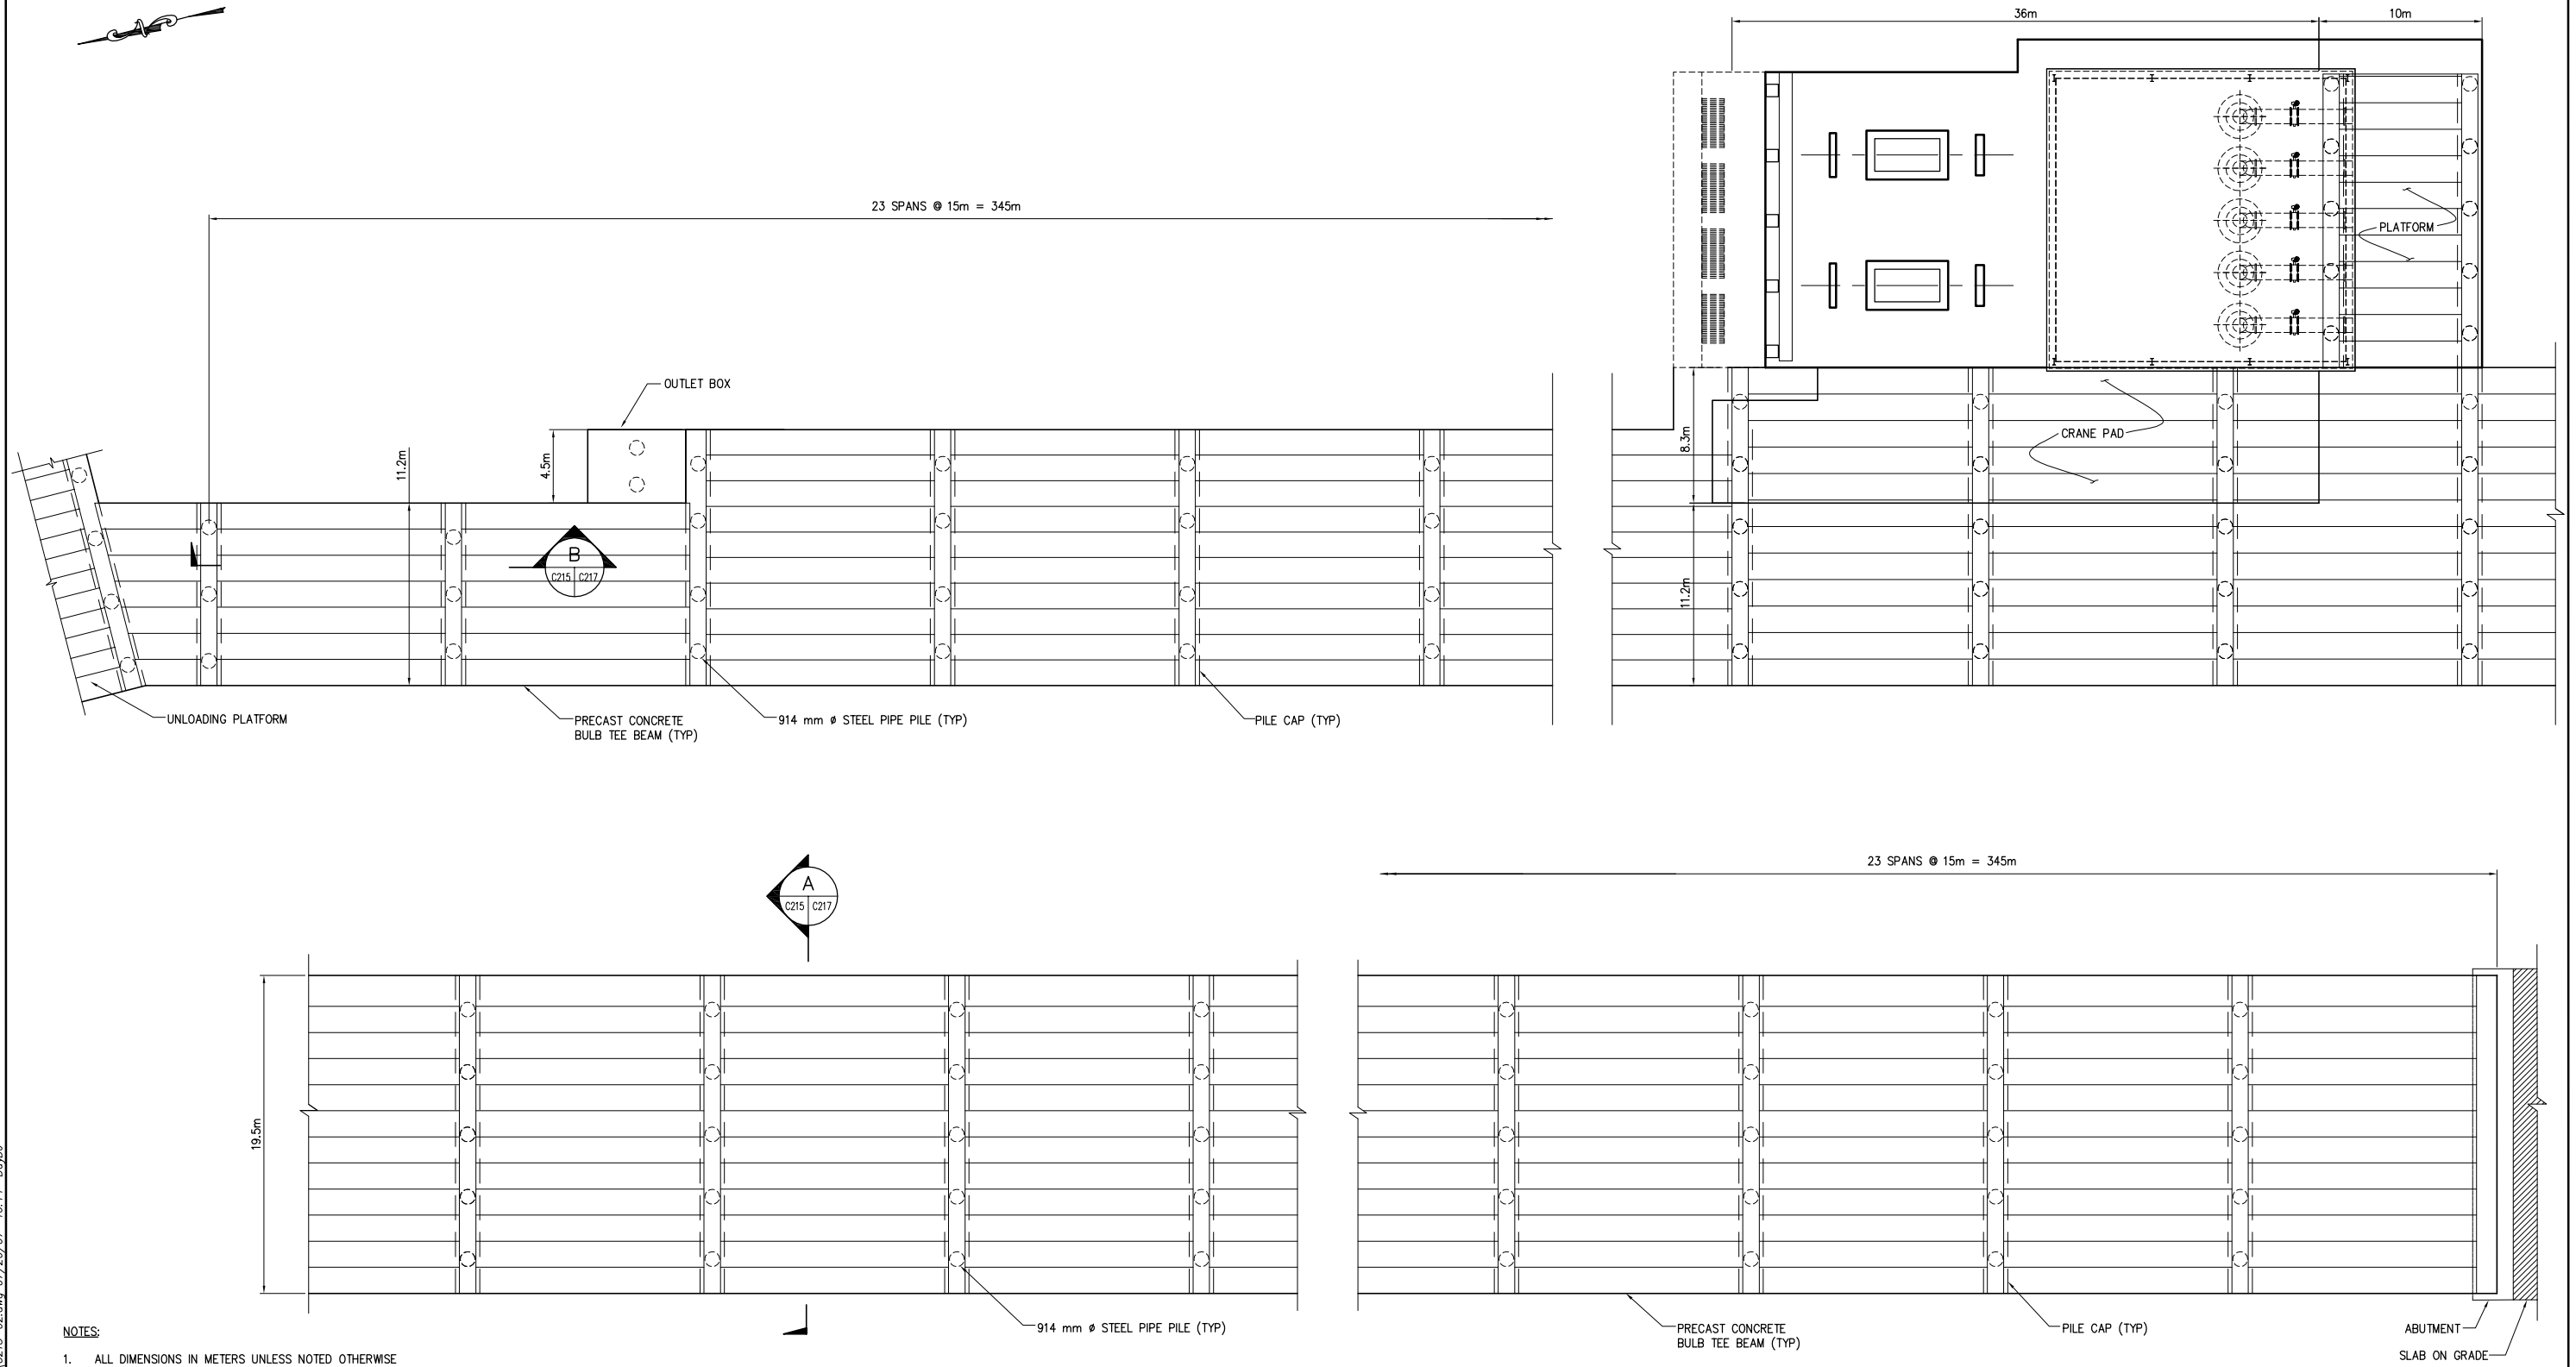 36m
10m
23 SPANS @ 15m = 345m
PLATFORM
OUTLET BOX
CRANE PAD
4.5m
11.2m
8.3m
11.2m
B
C215 C217
UNLOADING PLATFORM
PRECAST CONCRETE
BULB TEE BEAM (TYP)
914 mm ø STEEL PIPE PILE (TYP)
PILE CAP (TYP)
23 SPANS @ 15m = 345m
A
C215 C217
19.5m
914 mm ø STEEL PIPE PILE (TYP)
PRECAST CONCRETE
BULB TEE BEAM (TYP)
PILE CAP (TYP)
ABUTMENT
SLAB ON GRADE
NOTES:
1. ALL DIMENSIONS IN METERS UNLESS NOTED OTHERWISE